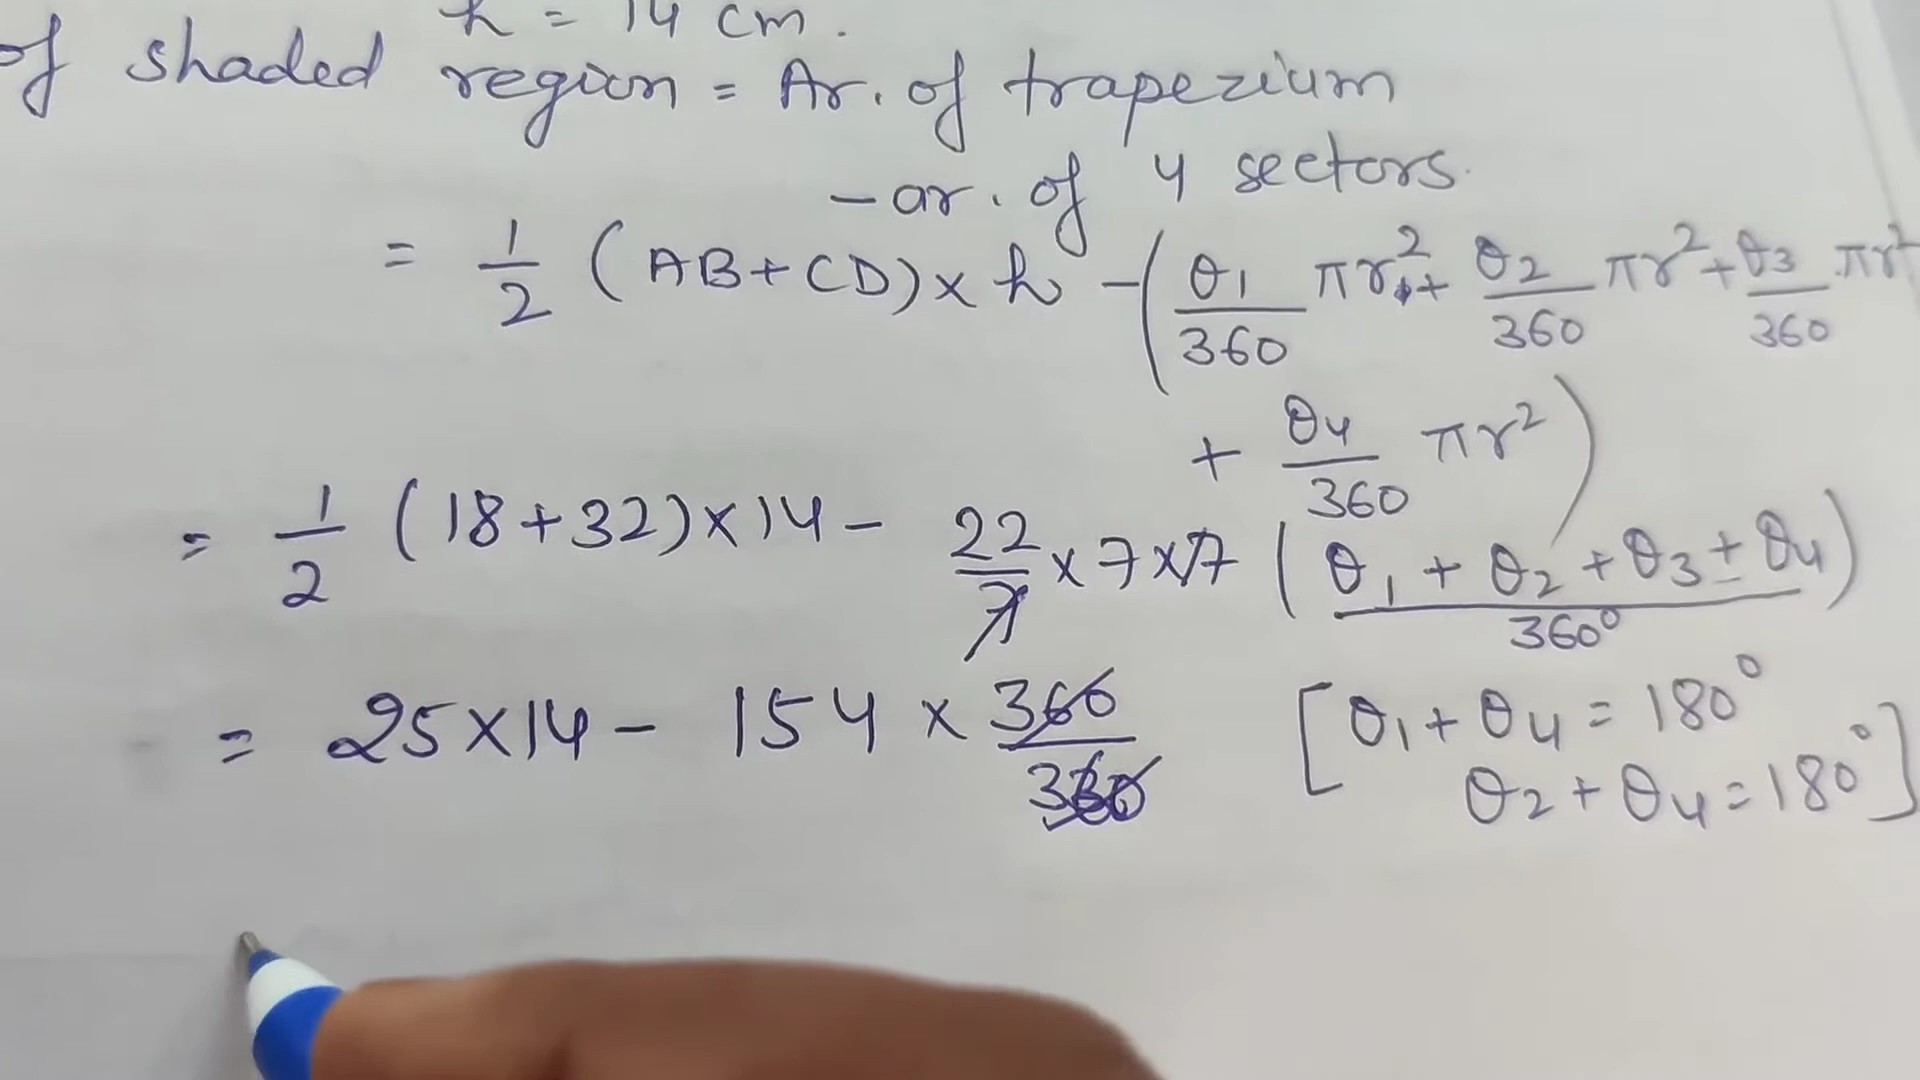 h = 14 cm.
of shaded region = Ar. of trapezium
- ar. of 4 sectors.
= 1/2 (AB+CD) × h - (θ1/360 πr² + θ2/360 πr² + θ3/360 πr²
+ θ4/360 πr²)
= 1/2 (18+32)×14 - 22/7 × 7 × 7 (θ1 + θ2 + θ3 + θ4/360°)
= 25×14 - 154 × 360/360 [θ1 + θ4 = 180°
θ2 + θ4 = 180°]